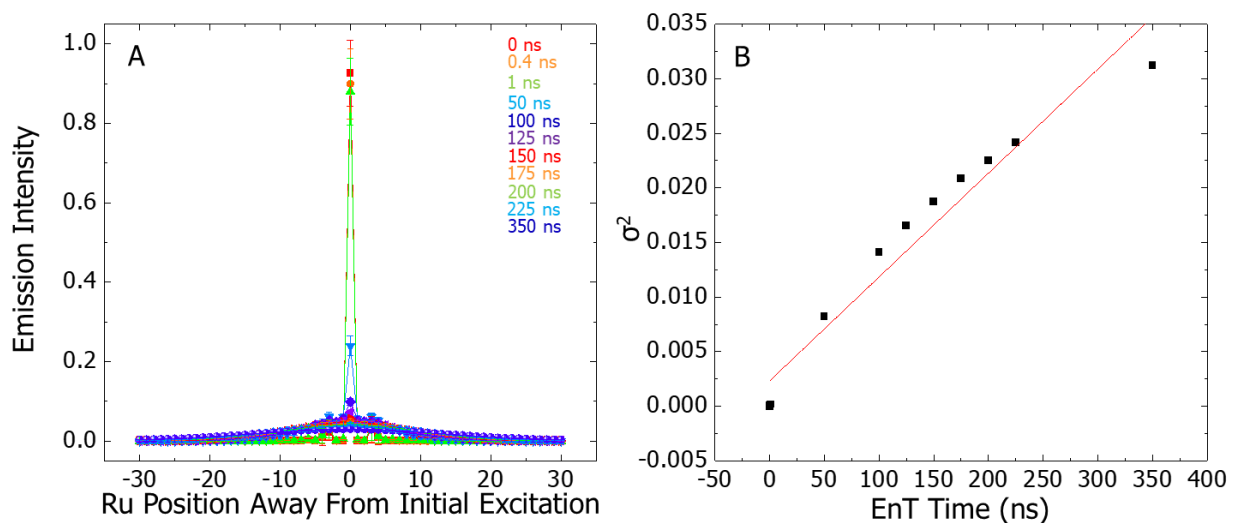 A
1.0
0.8
0.6
0.4
0.2
0.0
Emission Intensity
0 ns
0.4 ns
1 ns
50 ns
100 ns
125 ns
150 ns
175 ns
200 ns
225 ns
350 ns
-30 -20 -10 0 10 20 30
Ru Position Away From Initial Excitation
B
0.035
0.030
0.025
0.020
0.015
0.010
0.005
0.000
-0.005
σ²
-50 0 50 100 150 200 250 300 350 400
EnT Time (ns)